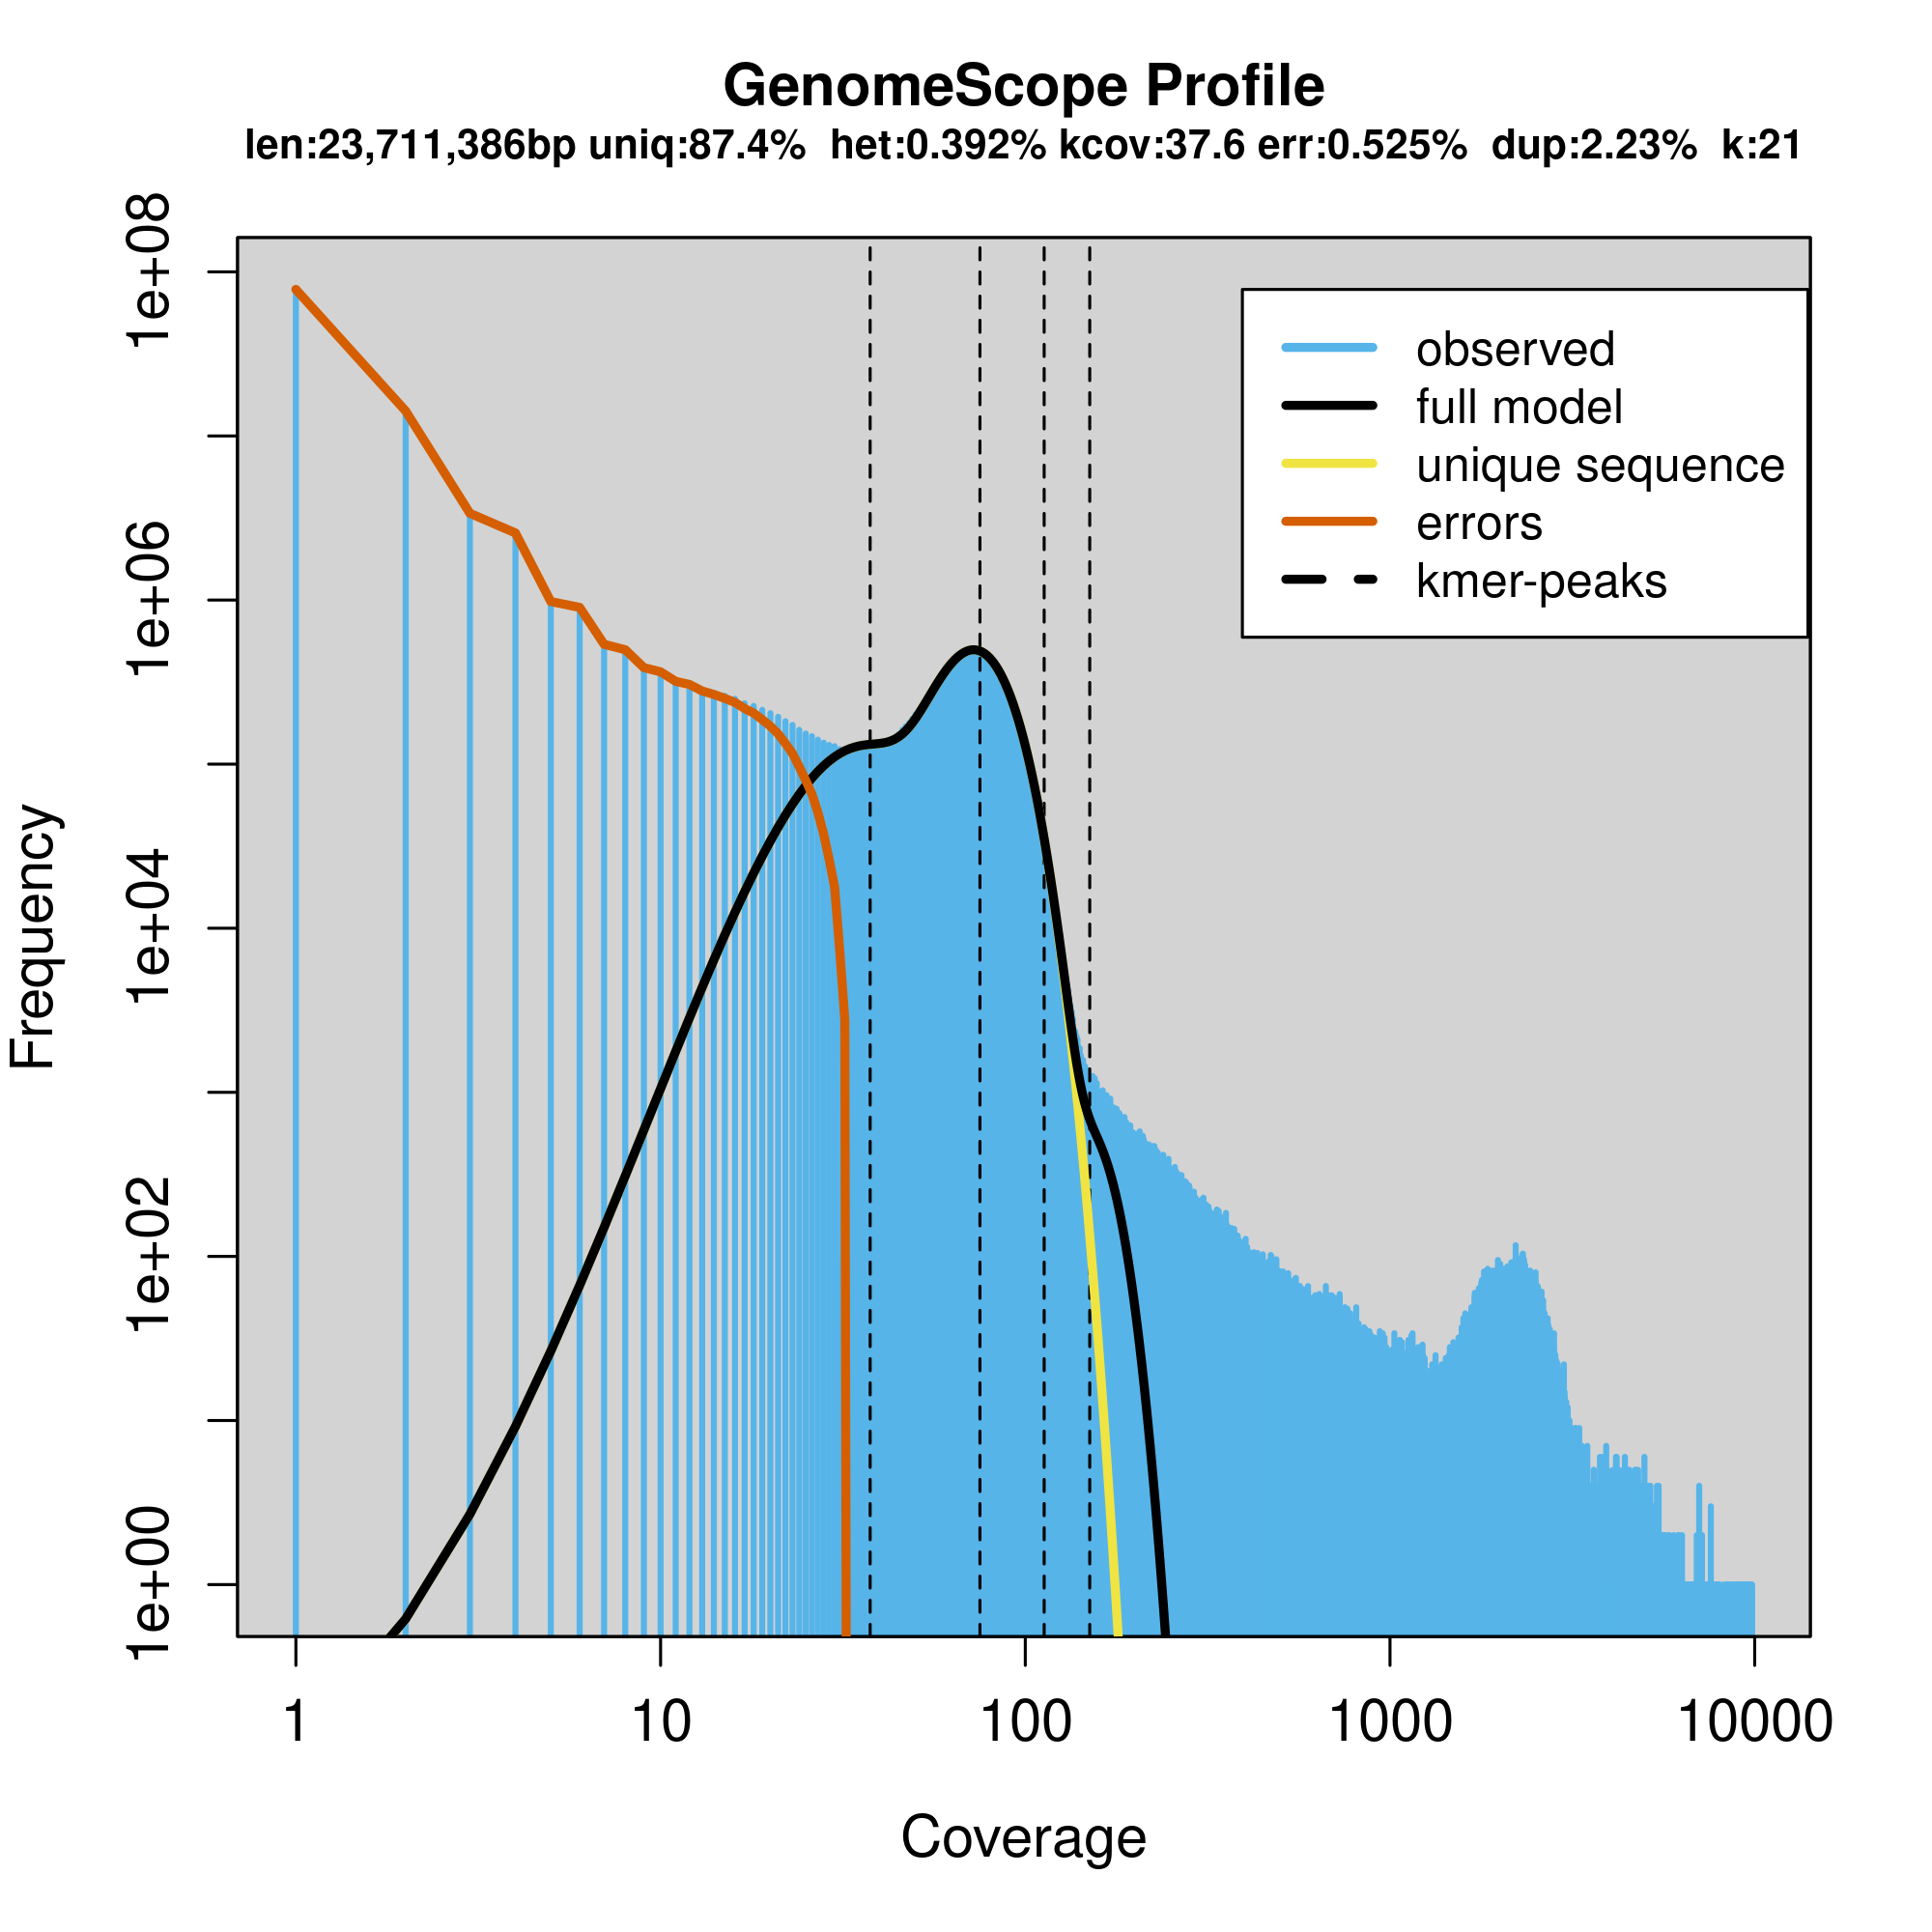 GenomeScope Profile
len:23,711,386bp uniq:87.4% het:0.392% kcov:37.6 err:0.525% dup:2.23% k:21
1e+08
1e+06
1e+04
1e+02
1e+00
Frequency
observed
full model
unique sequence
errors
kmer-peaks
1 10 100 1000 10000
Coverage